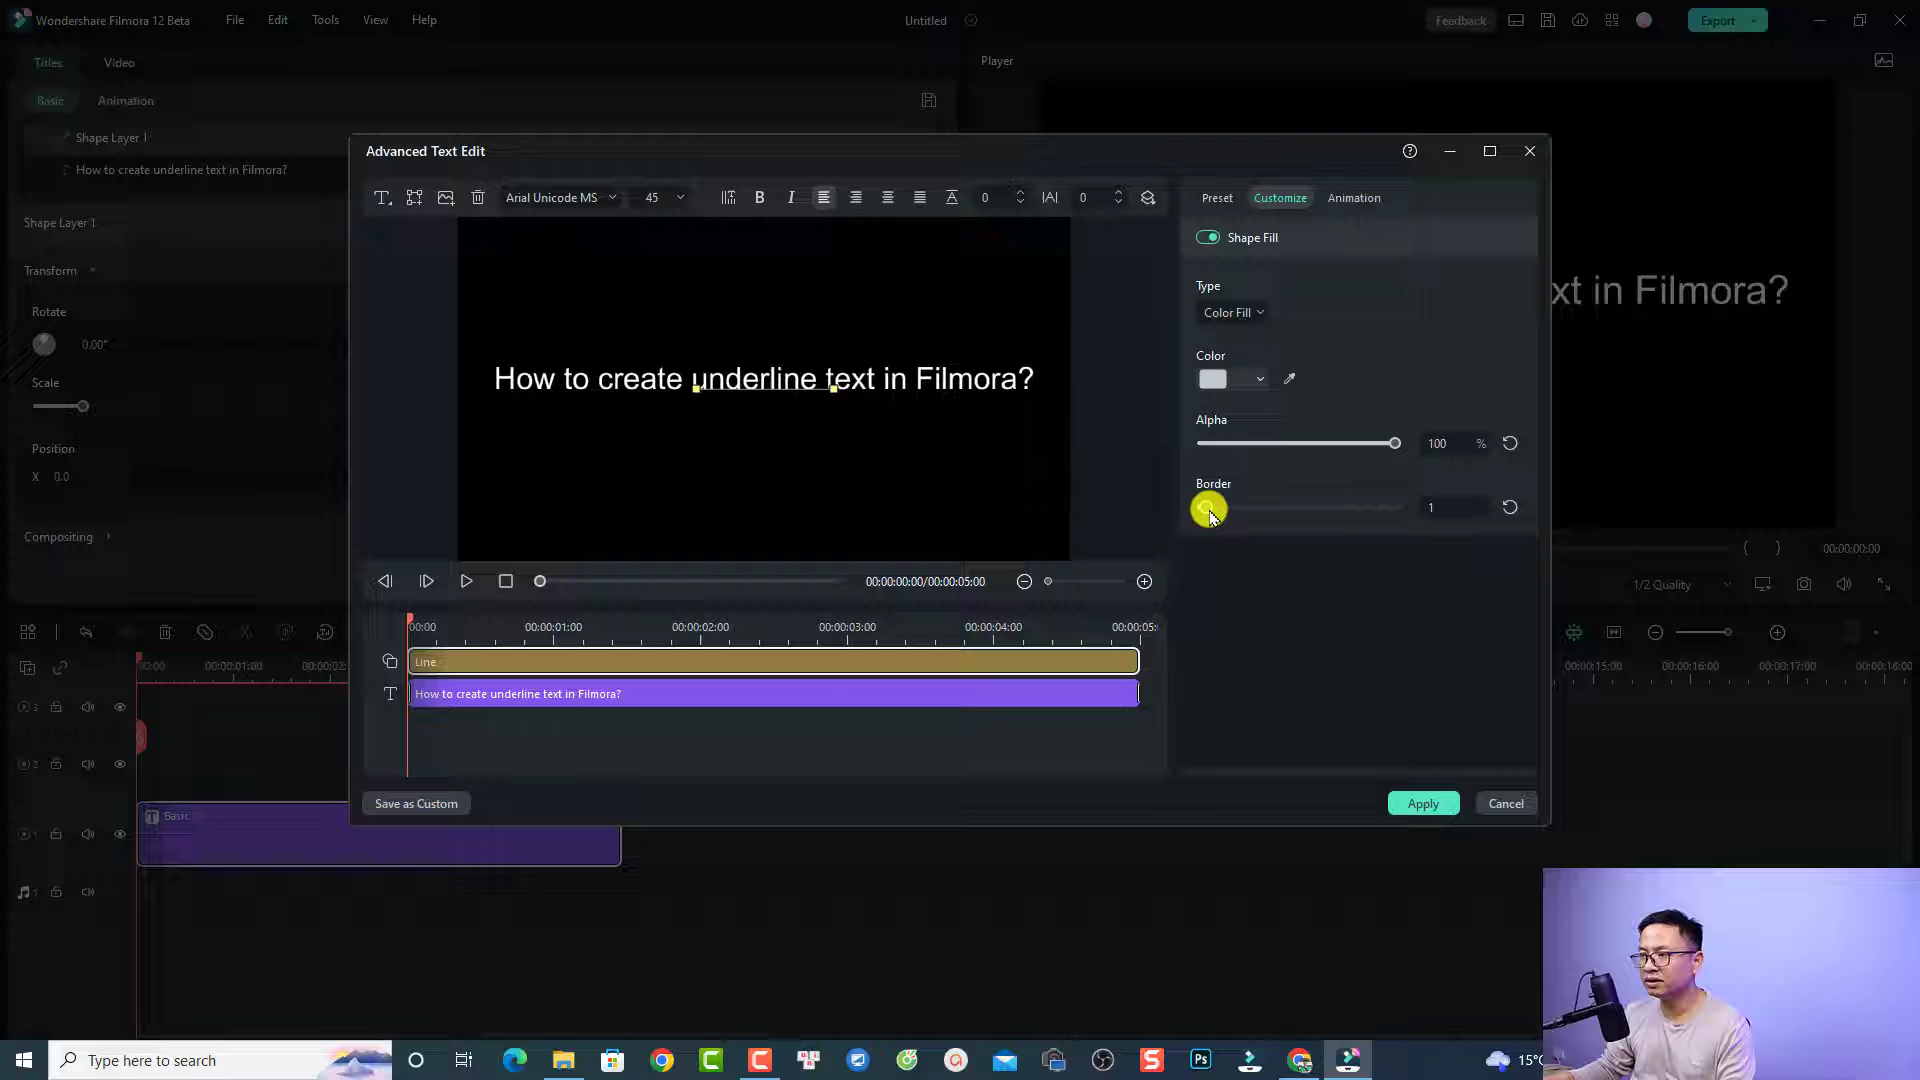 Wondershare Filmora 12 Beta File Edit Tools View Help Untitled Feedback Export
Titles Video Player
Basic Animation
Shape Layer 1
How to create underline text in Filmora?
Shape Layer 1
Transform
Rotate
0.00°
Scale
Position
X 0.0
Compositing
Advanced Text Edit
Arial Unicode MS 45 B I 0 0
Preset Customize Animation
Shape Fill
Type
Color Fill
Color
Alpha
100 %
Border
1
How to create underline text in Filmora?
xt in Filmora?
00:00:00:00/00:00:05:00
00:00:00:00
1/2 Quality
00:00 00:00:01:00 00:00:02:00 00:00:03:00 00:00:04:00 00:00:05:
Line
How to create underline text in Filmora?
Save as Custom Apply Cancel
00:00 00:00:01:00 00:00:02: 00:00:15:00 00:00:16:00 00:00:17:00 00:00:18:0
3
2
Basic
1
1
Type here to search
15°C